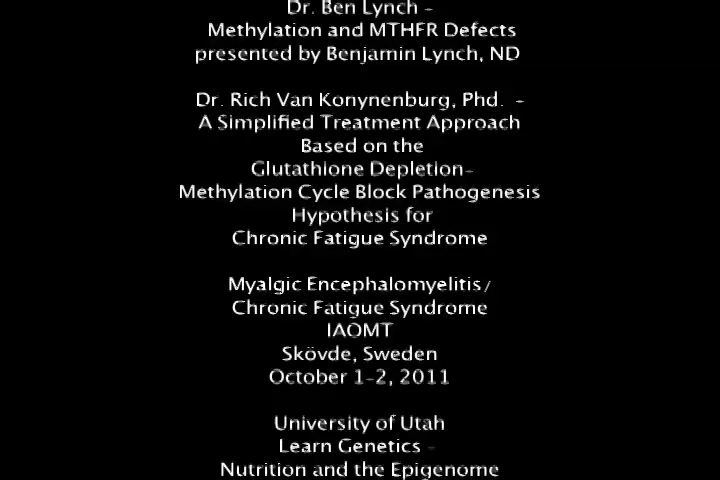 Dr. Ben Lynch -
Methylation and MTHFR Defects
presented by Benjamin Lynch, ND
Dr. Rich Van Konynenburg, Phd. -
A Simplified Treatment Approach
Based on the
Glutathione Depletion-
Methylation Cycle Block Pathogenesis
Hypothesis for
Chronic Fatigue Syndrome
Myalgic Encephalomyelitis/
Chronic Fatigue Syndrome
IAOMT
Skövde, Sweden
October 1-2, 2011
University of Utah
Learn Genetics -
Nutrition and the Epigenome